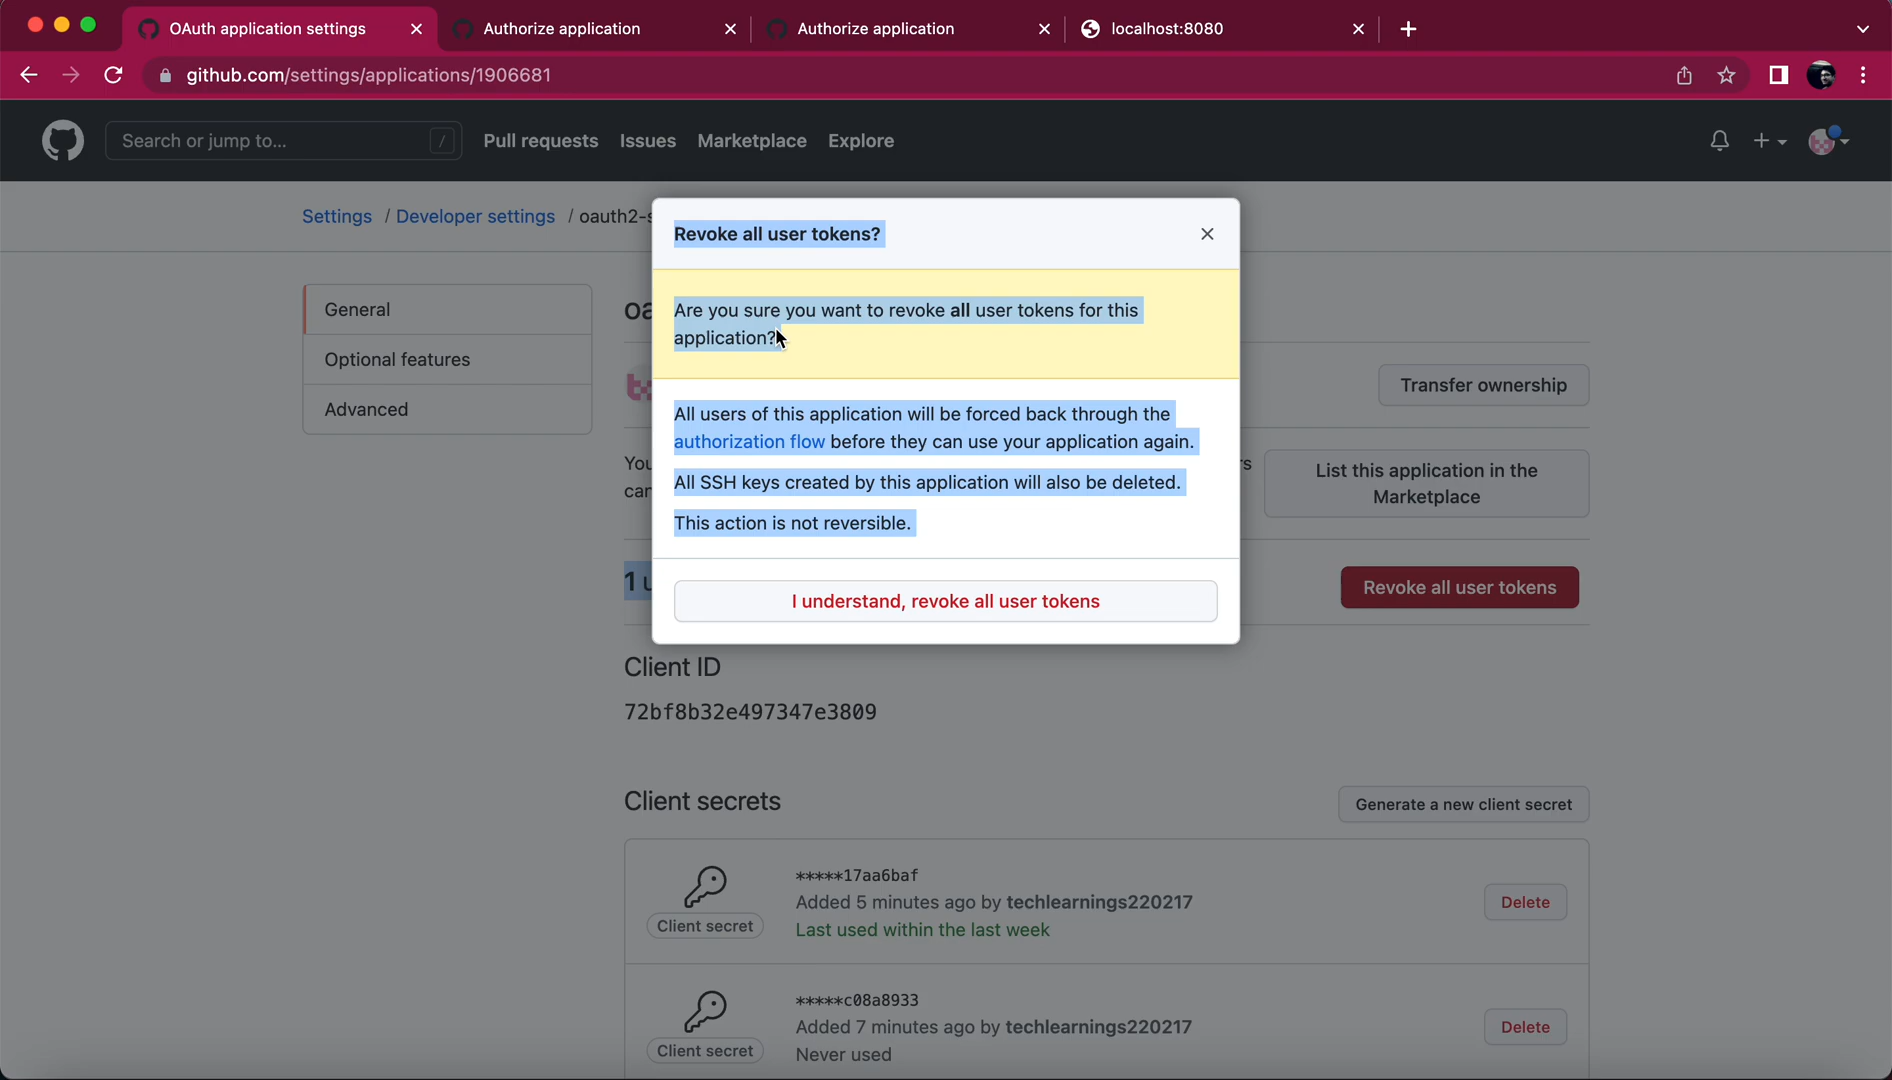 OAuth application settings
Authorize application
Authorize application
localhost:8080
github.com/settings/applications/1906681
Search or jump to...
/
Pull requests
Issues
Marketplace
Explore
Settings / Developer settings / oauth2-
Revoke all user tokens?
General
Optional features
Advanced
Are you sure you want to revoke all user tokens for this
application?
Transfer ownership
All users of this application will be forced back through the
authorization flow before they can use your application again.
All SSH keys created by this application will also be deleted.
This action is not reversible.
List this application in the
Marketplace
1
Revoke all user tokens
I understand, revoke all user tokens
Client ID
72bf8b32e497347e3809
Client secrets
Generate a new client secret
*****17aa6baf
Added 5 minutes ago by techlearnings220217
Last used within the last week
Client secret
Delete
*****c08a8933
Added 7 minutes ago by techlearnings220217
Never used
Client secret
Delete